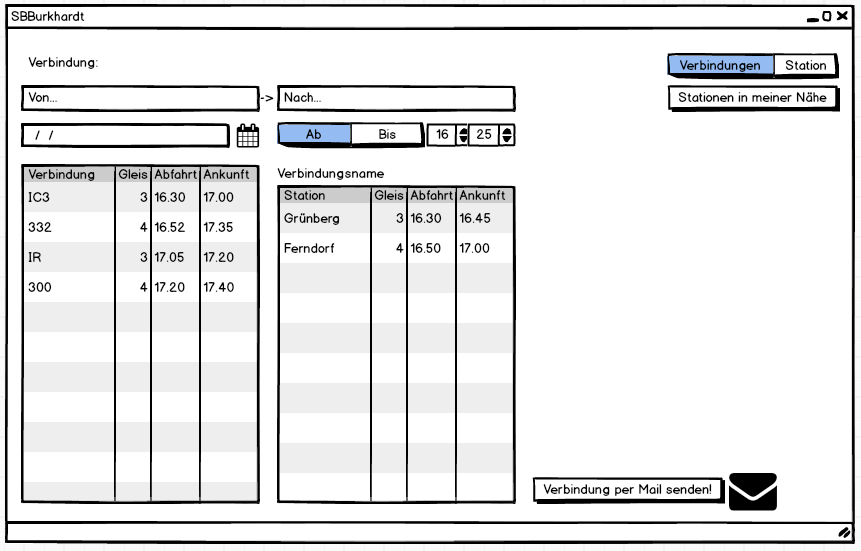 SBBurkhardt
Verbindung:
Verbindungen Station
Von... -> Nach...
Stationen in meiner Nähe
/ / Ab Bis 16 25
Verbindung Gleis Abfahrt Ankunft
IC3 3 16.30 17.00
332 4 16.52 17.35
IR 3 17.05 17.20
300 4 17.20 17.40
Verbindungsname
Station Gleis Abfahrt Ankunft
Grünberg 3 16.30 16.45
Ferndorf 4 16.50 17.00
Verbindung per Mail senden!